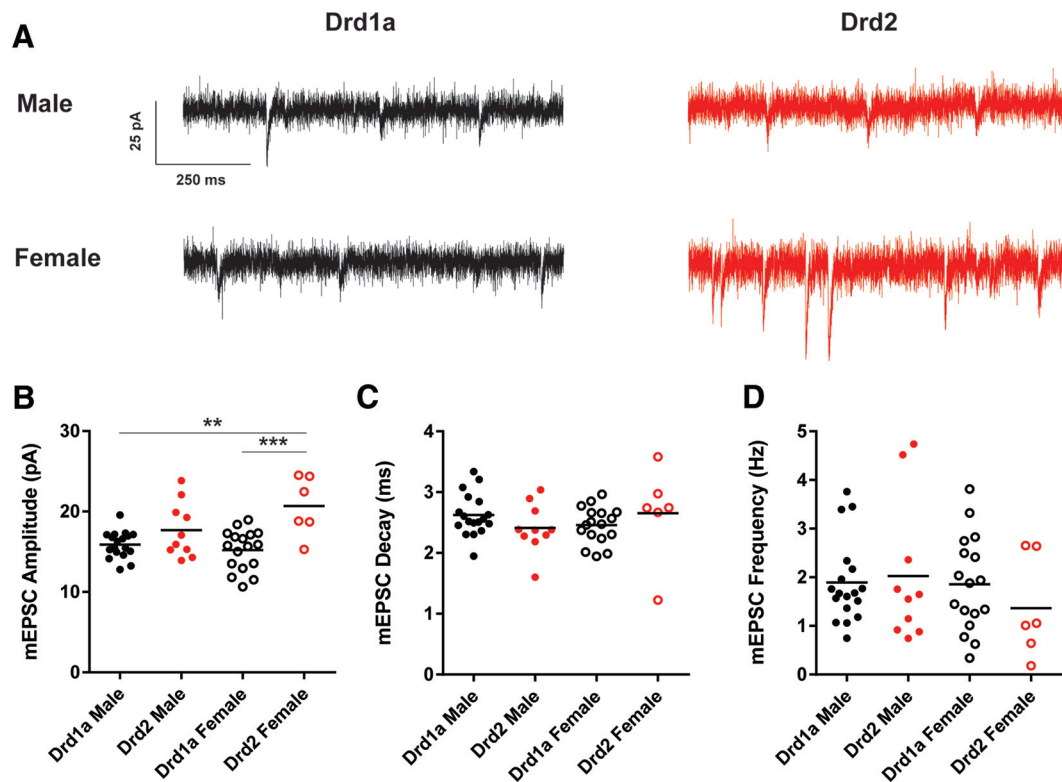 A
Drd1a
Drd2
Male
25 pA
250 ms
Female
B
mEPSC Amplitude (pA)
30
20
10
0
**
***
Drd1a Male
Drd2 Male
Drd1a Female
Drd2 Female
C
mEPSC Decay (ms)
4
3
2
1
0
Drd1a Male
Drd2 Male
Drd1a Female
Drd2 Female
D
mEPSC Frequency (Hz)
5
4
3
2
1
0
Drd1a Male
Drd2 Male
Drd1a Female
Drd2 Female